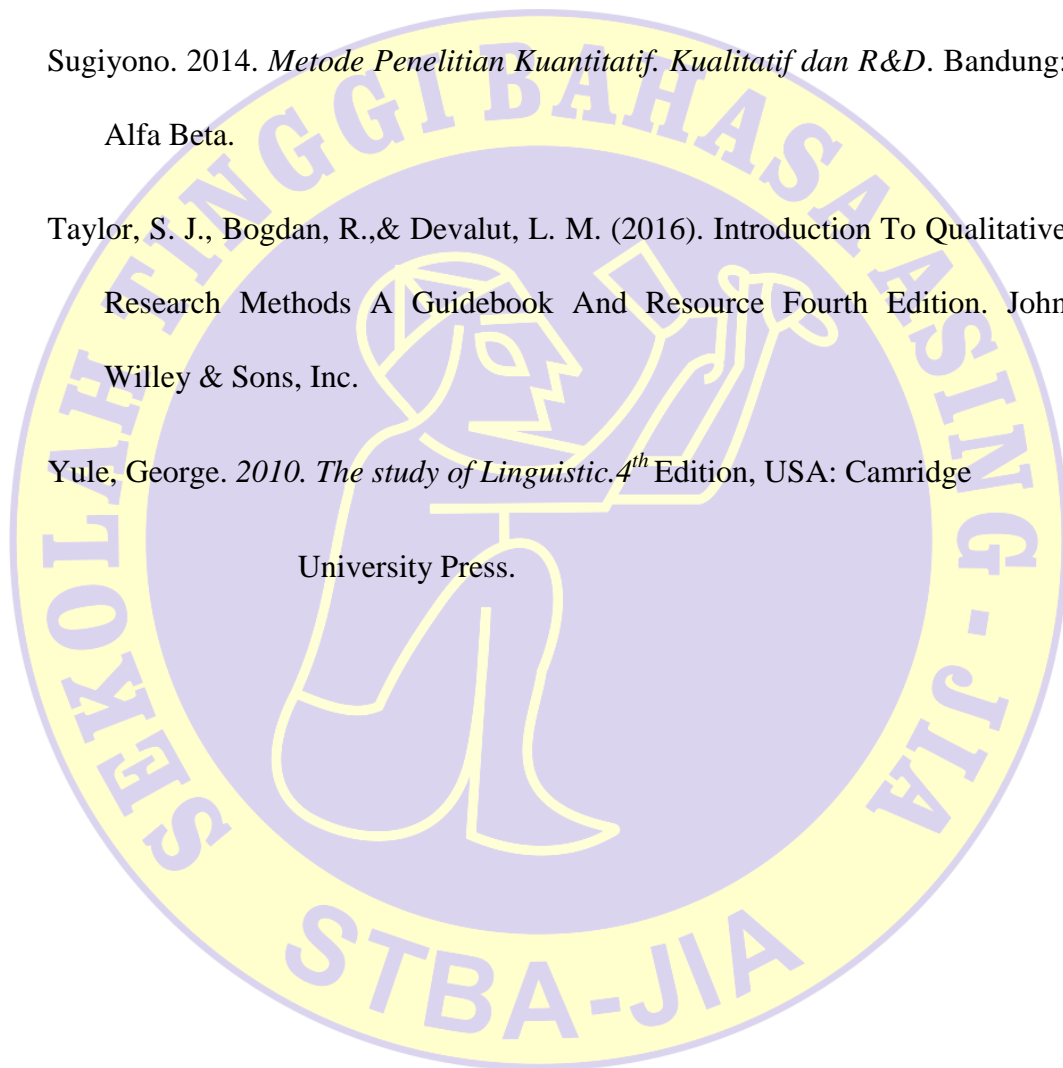 Sugiyono. 2014. Metode Penelitian Kuantitatif. Kualitatif dan R&D. Bandung:
Alfa Beta.
Taylor, S. J., Bogdan, R.,& Devalut, L. M. (2016). Introduction To Qualitative
Research Methods A Guidebook And Resource Fourth Edition. John
Willey & Sons, Inc.
Yule, George. 2010. The study of Linguistic.4th Edition, USA: Camridge
University Press.
SEKOLAH TINGGI BAHASA ASING - JIA
STBA-JIA